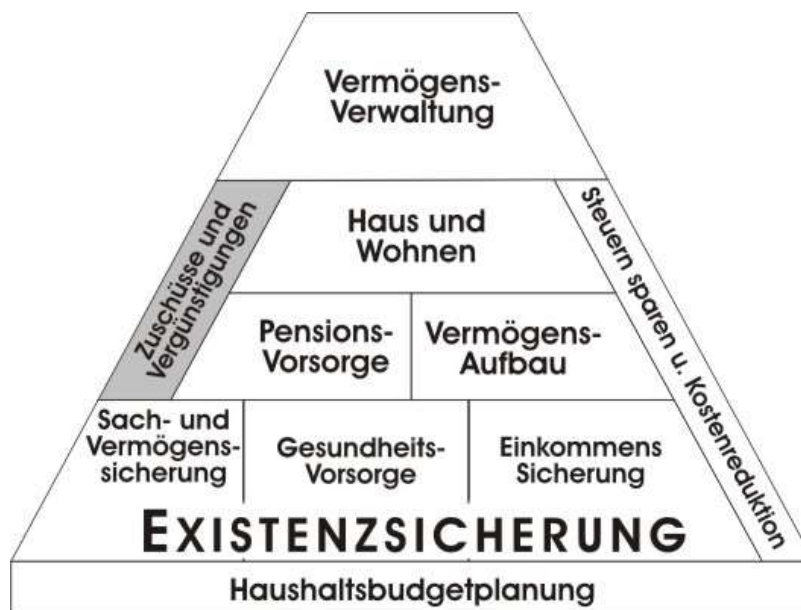 Vermögens-
Verwaltung
Zuschüsse und
Vergünstigungen
Haus und
Wohnen
Steuern sparen u. Kostenreduktion
Pensions-
Vorsorge
Vermögens-
Aufbau
Sach- und
Vermögens-
sicherung
Gesundheits-
Vorsorge
Einkommens
Sicherung
EXISTENZSICHERUNG
Haushaltsbudgetplanung